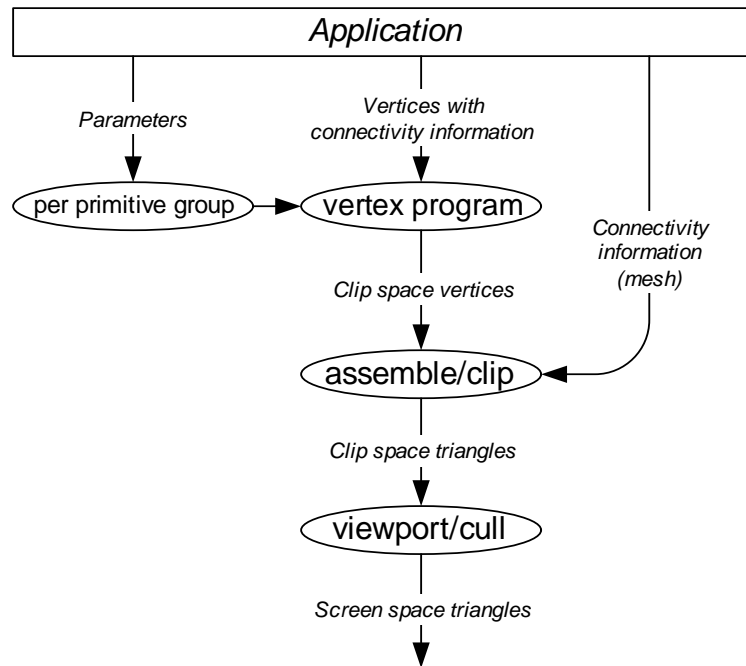 Application
Parameters
Vertices with
connectivity information
per primitive group
vertex program
Connectivity
information
(mesh)
Clip space vertices
assemble/clip
Clip space triangles
viewport/cull
Screen space triangles